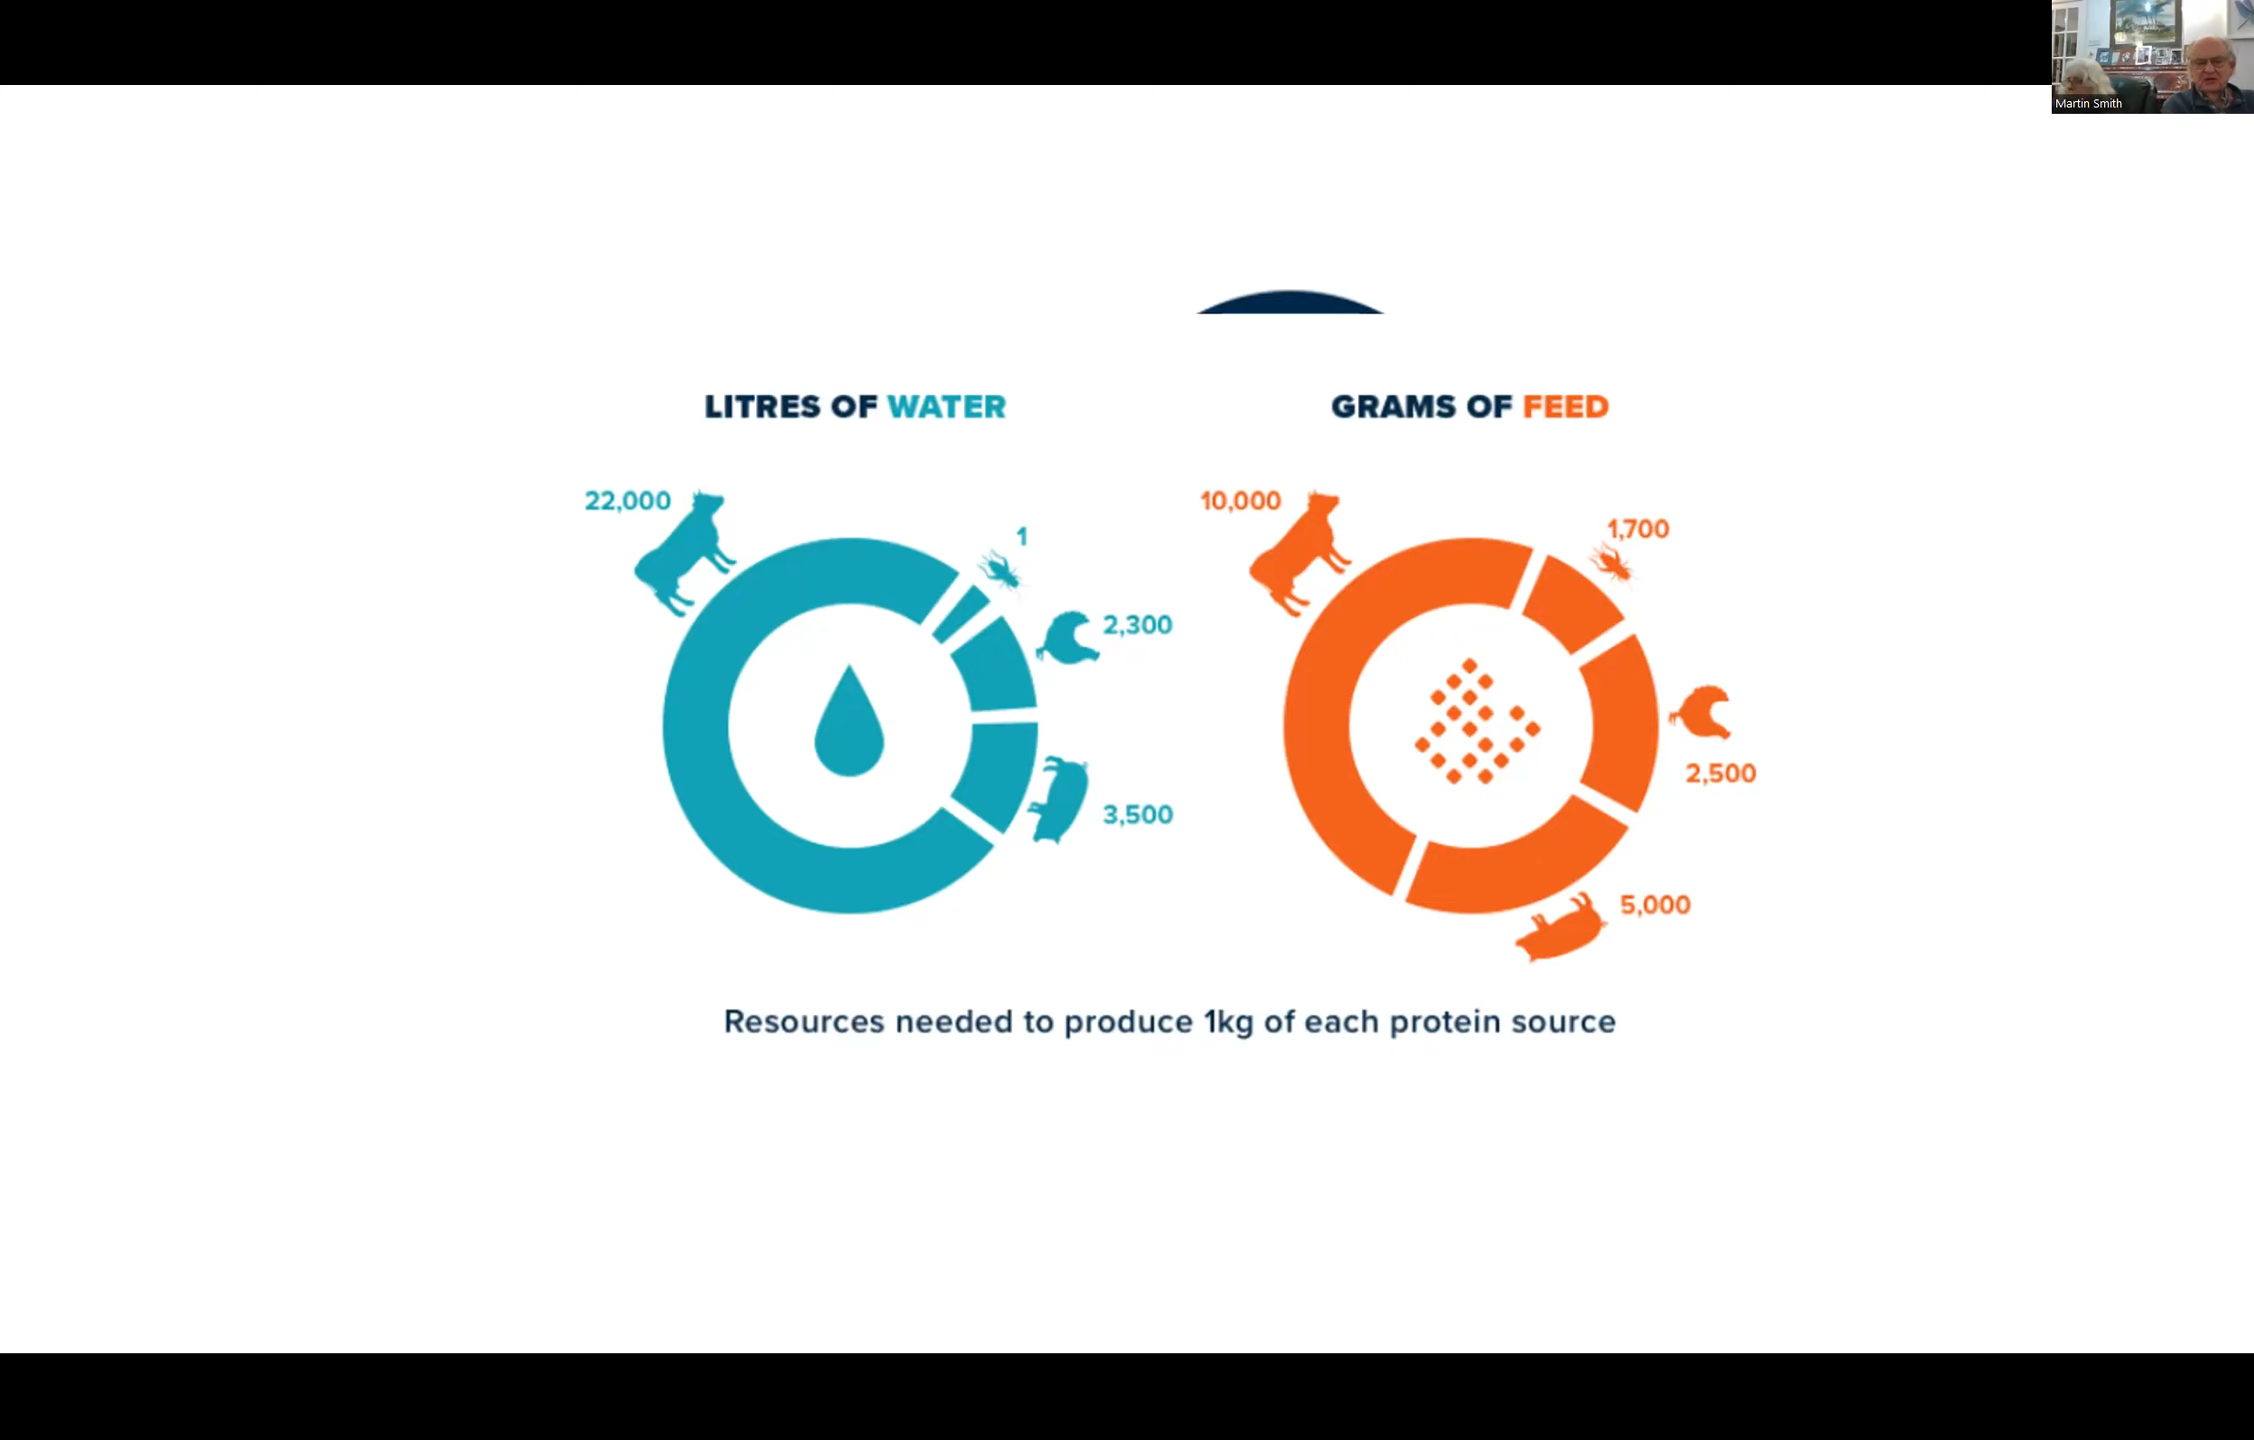 Martin Smith
LITRES OF WATER
22,000
1
2,300
3,500
GRAMS OF FEED
10,000
1,700
2,500
5,000
Resources needed to produce 1kg of each protein source